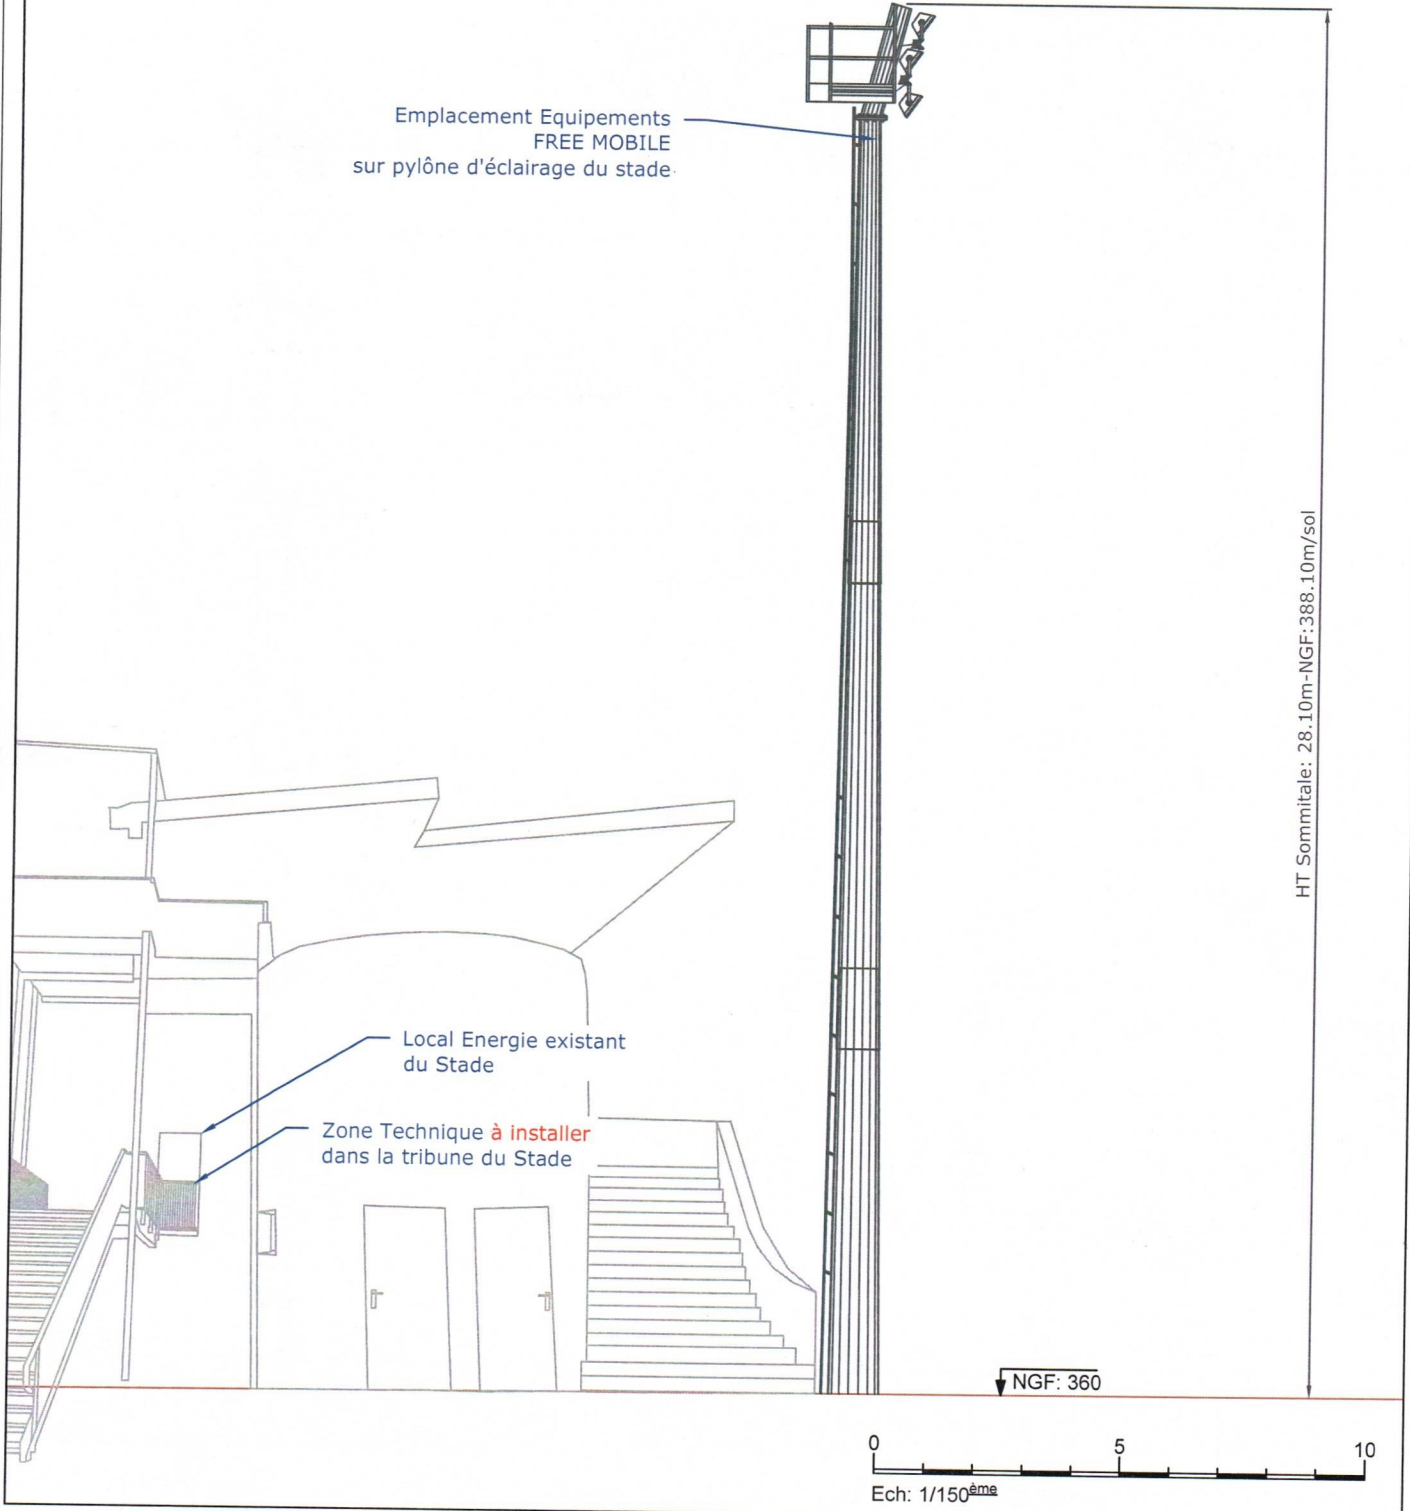 Emplacement Equipements
FREE MOBILE
sur pylône d'éclairage du stade
HT Sommitale: 28.10m-NGF:388.10m/sol
Local Energie existant
du Stade
Zone Technique à installer
dans la tribune du Stade
NGF: 360
0 5 10
Ech: 1/150ème